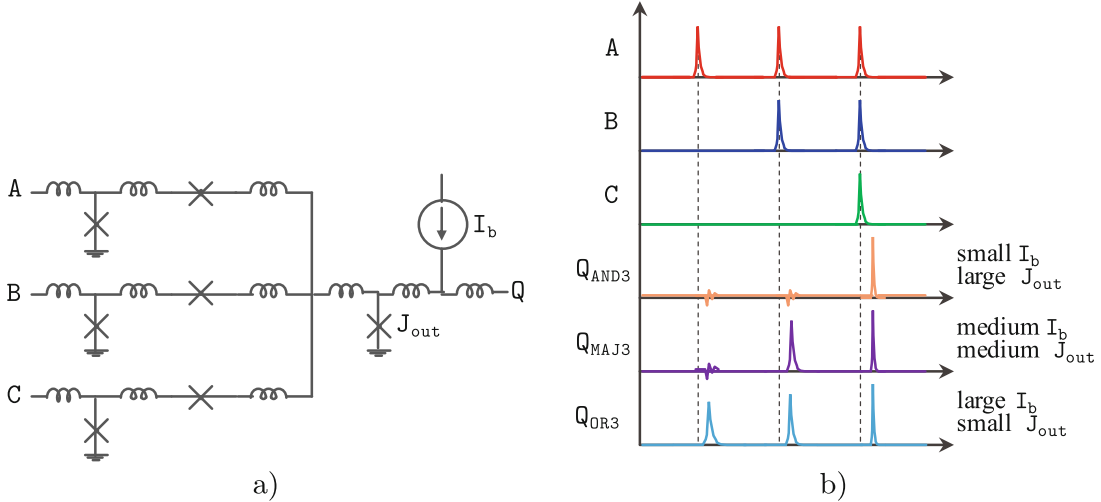 A
B
C
I_b
Q
J_out
a)
A
B
C
Q_AND3
small I_b
large J_out
Q_MAJ3
medium I_b
medium J_out
Q_OR3
large I_b
small J_out
b)